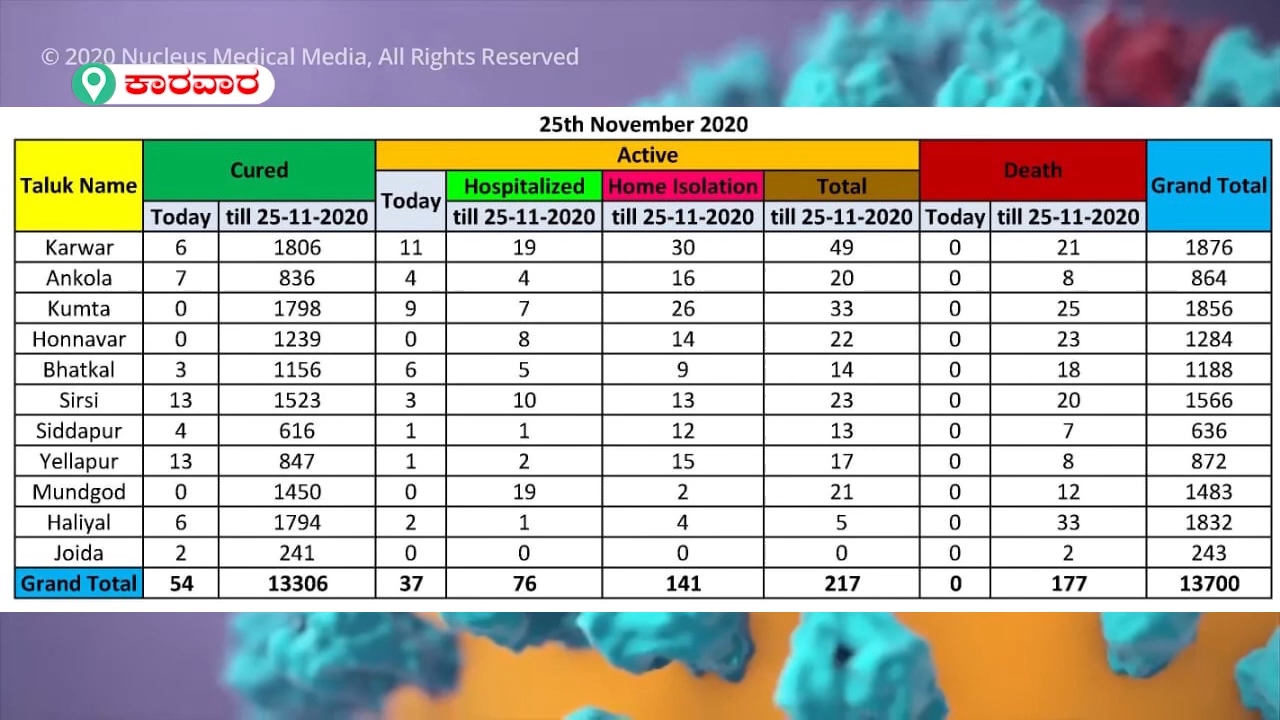 © 2020 Nucleus Medical Media, All Rights Reserved
ಕಾರವಾರ
25th November 2020
Taluk Name Cured Active Death Grand Total
Today Hospitalized Home Isolation Total
Today till 25-11-2020 till 25-11-2020 till 25-11-2020 till 25-11-2020 Today till 25-11-2020
Karwar 6 1806 11 19 30 49 0 21 1876
Ankola 7 836 4 4 16 20 0 8 864
Kumta 0 1798 9 7 26 33 0 25 1856
Honnavar 0 1239 0 8 14 22 0 23 1284
Bhatkal 3 1156 6 5 9 14 0 18 1188
Sirsi 13 1523 3 10 13 23 0 20 1566
Siddapur 4 616 1 1 12 13 0 7 636
Yellapur 13 847 1 2 15 17 0 8 872
Mundgod 0 1450 0 19 2 21 0 12 1483
Haliyal 6 1794 2 1 4 5 0 33 1832
Joida 2 241 0 0 0 0 0 2 243
Grand Total 54 13306 37 76 141 217 0 177 13700